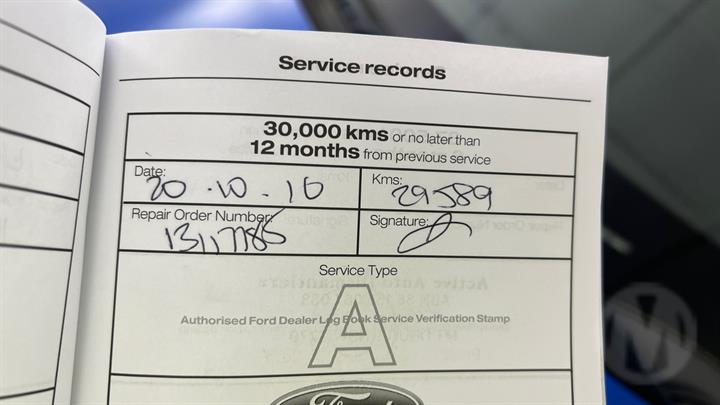 Service records
30,000 kms or no later than
12 months from previous service
Date: 20.10.16
Kms: 29589
Repair Order Number:
Signature:
Service Type
A
Authorised Ford Dealer Log Book Service Verification Stamp
Ford
M